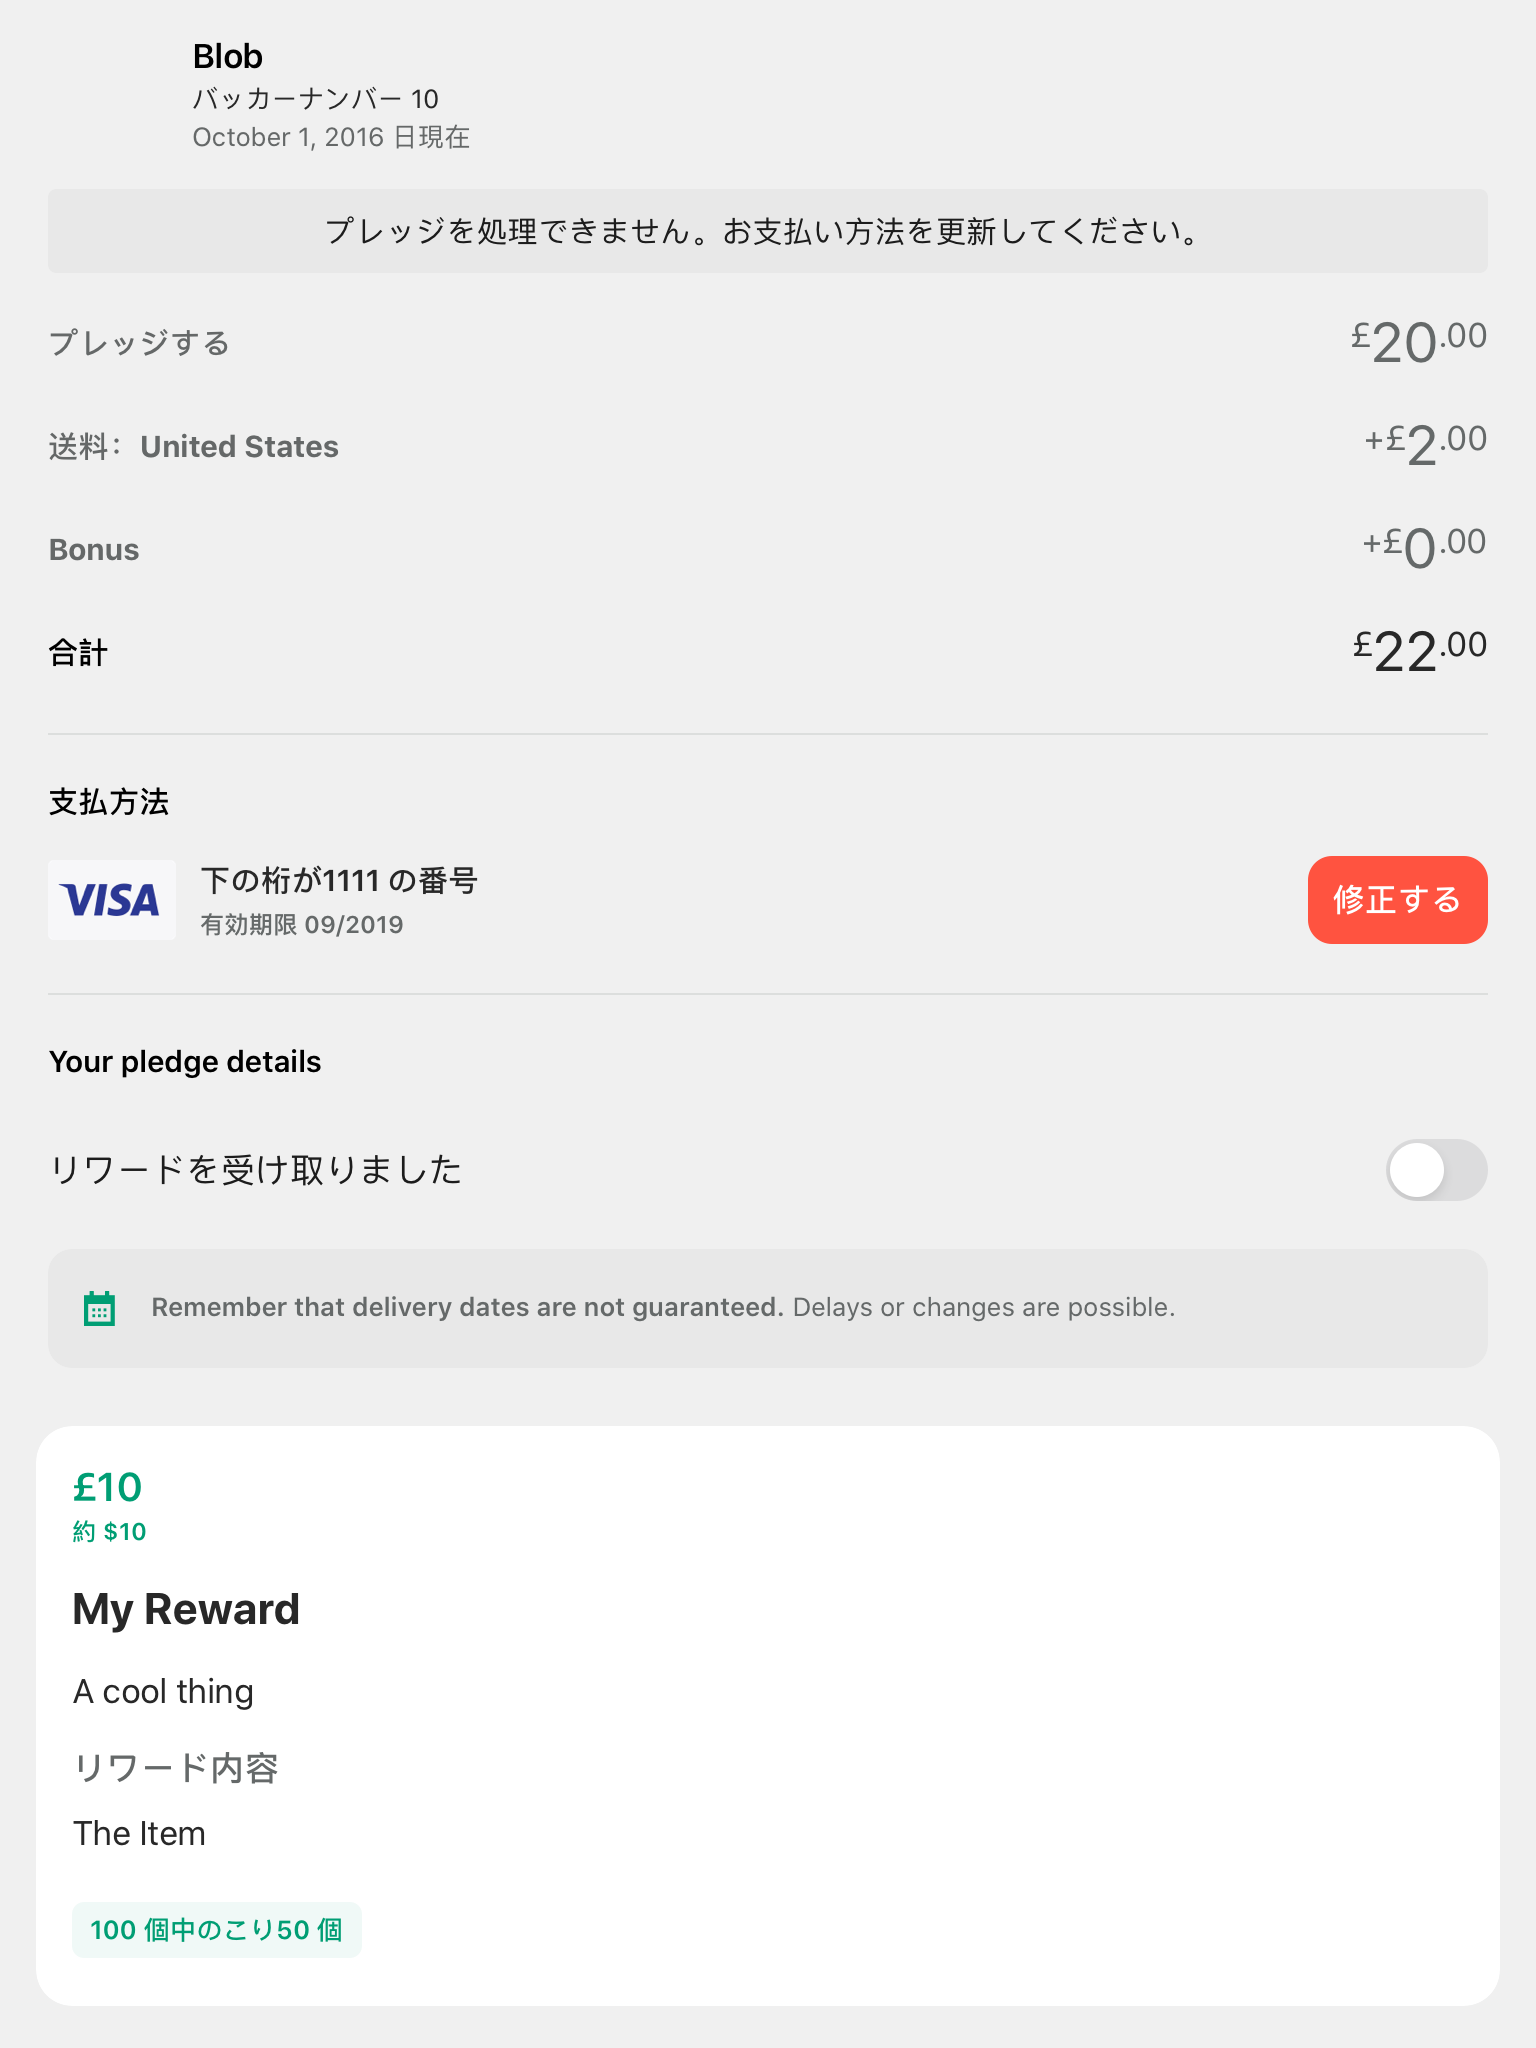 Blob
バッカーナンバー 10
October 1, 2016 日現在
プレッジを処理できません。お支払い方法を更新してください。
プレッジする £20.00
送料： United States +£2.00
Bonus +£0.00
合計 £22.00
支払方法
VISA 下の桁が1111 の番号
有効期限 09/2019
修正する
Your pledge details
リワードを受け取りました
Remember that delivery dates are not guaranteed. Delays or changes are possible.
£10
約 $10
My Reward
A cool thing
リワード内容
The Item
100 個中のこり50 個